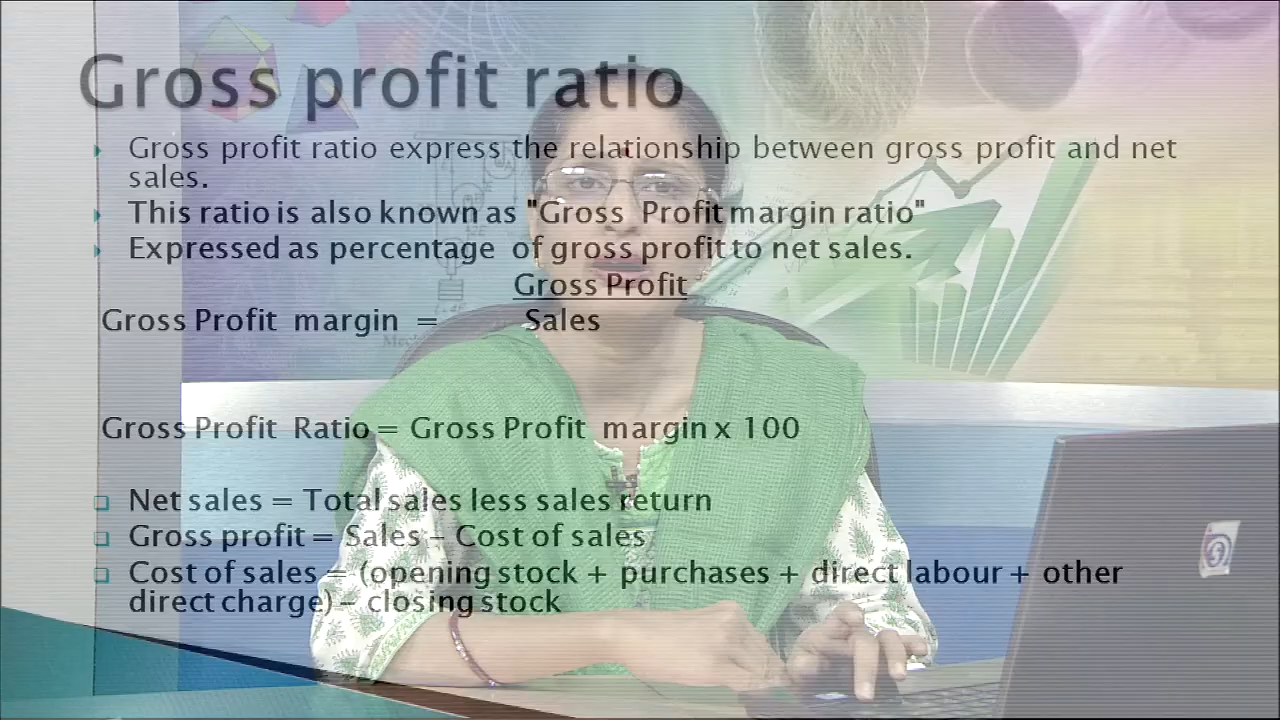 Gross profit ratio
Gross profit ratio express the relationship between gross profit and net
sales.
This ratio is also known as "Gross Profit margin ratio"
Expressed as percentage of gross profit to net sales.
Gross Profit
Gross Profit margin = Sales
Gross Profit Ratio = Gross Profit margin x 100
Net sales = Total sales less sales return
Gross profit = Sales – Cost of sales
Cost of sales = (opening stock + purchases + direct labour + other
direct charge) – closing stock